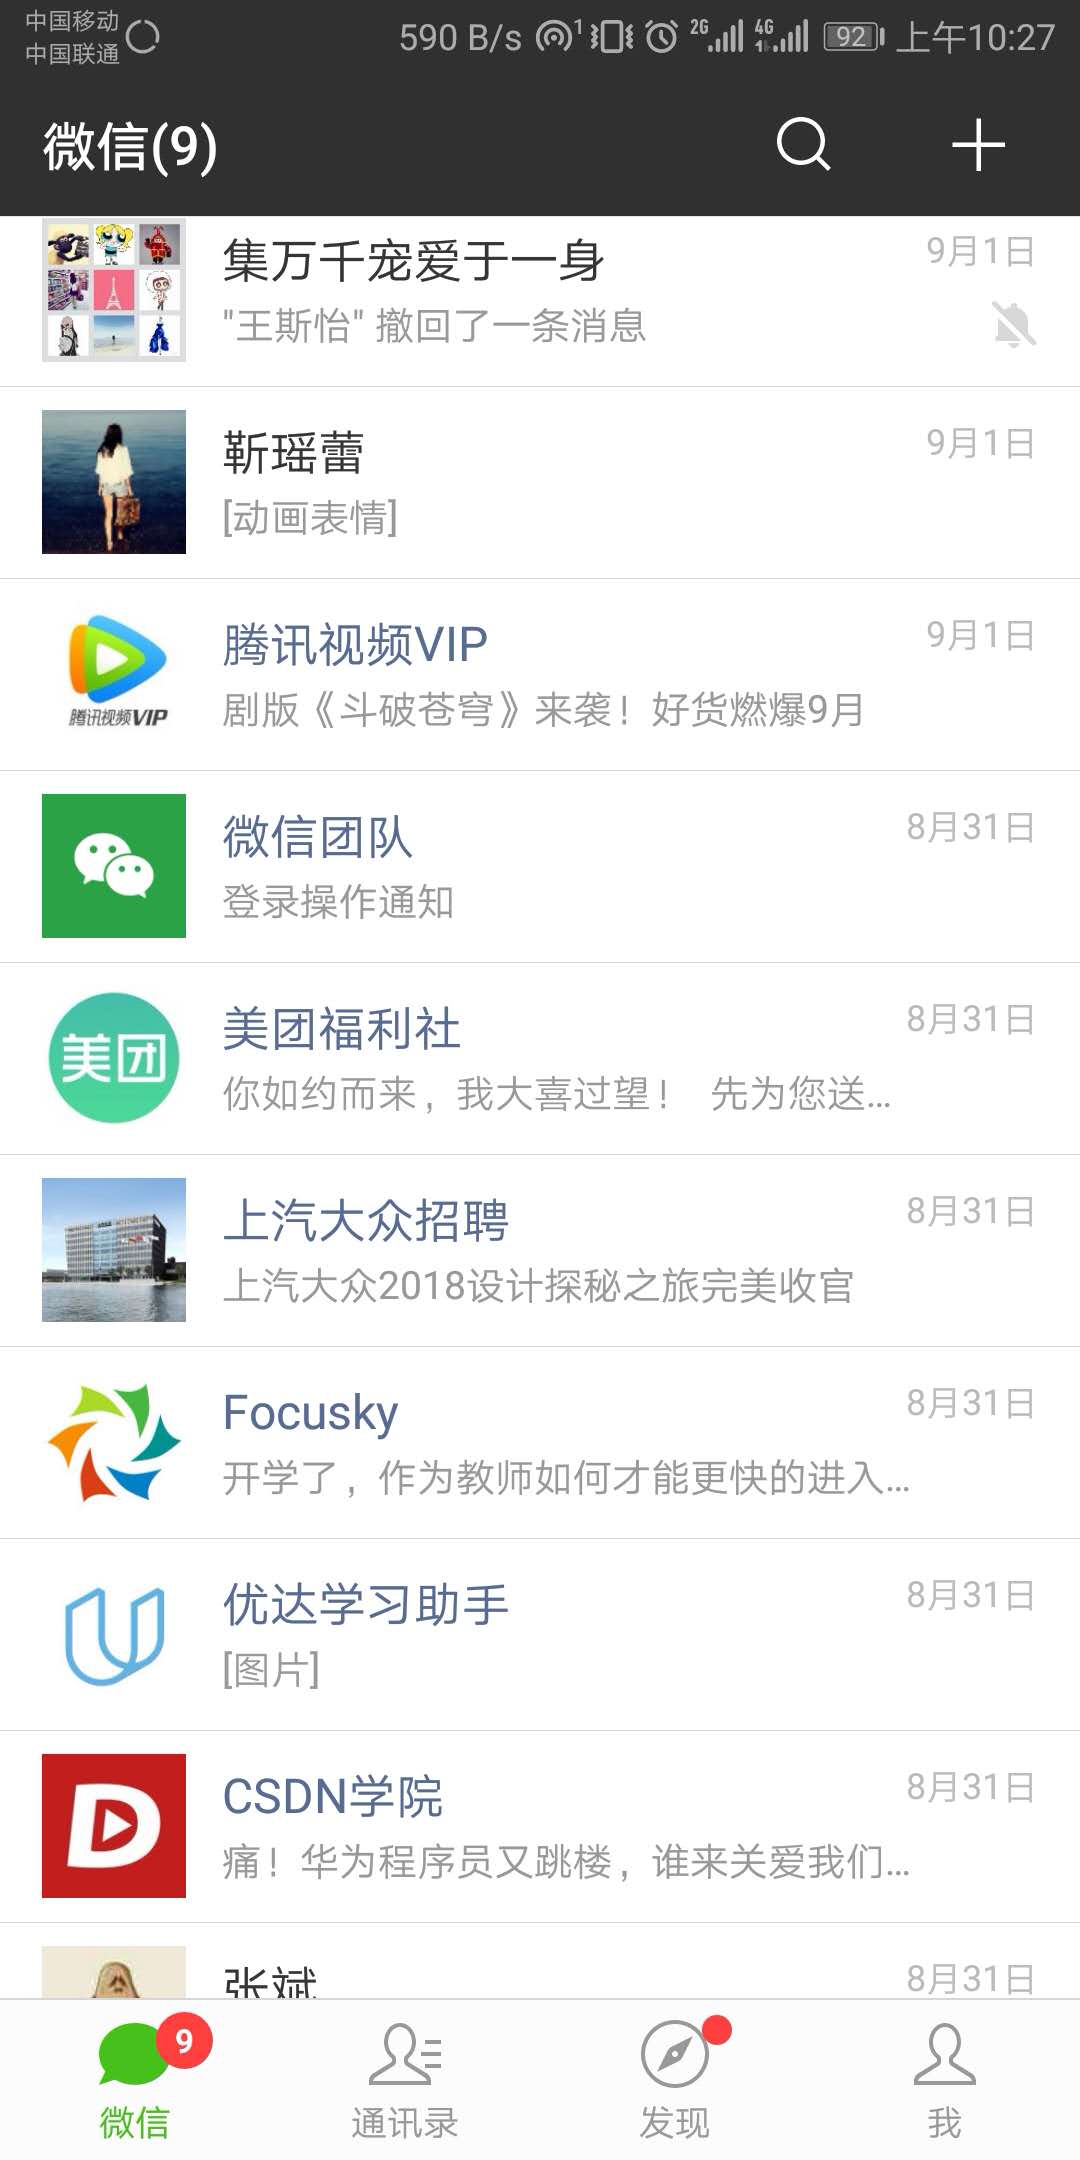 中国移动
中国联通
590 B/s 1 2G 4G 1 92 上午10:27
微信(9)
集万千宠爱于一身 9月1日
"王斯怡" 撤回了一条消息
靳瑶蕾 9月1日
[动画表情]
腾讯视频VIP
腾讯视频VIP 9月1日
剧版《斗破苍穹》来袭！好货燃爆9月
微信团队 8月31日
登录操作通知
美团
美团福利社 8月31日
你如约而来，我大喜过望！ 先为您送...
上汽大众招聘 8月31日
上汽大众2018设计探秘之旅完美收官
Focusky 8月31日
开学了，作为教师如何才能更快的进入...
优达学习助手 8月31日
[图片]
CSDN学院 8月31日
痛！华为程序员又跳楼，谁来关爱我们...
张斌 8月31日
9
微信 通讯录 发现 我